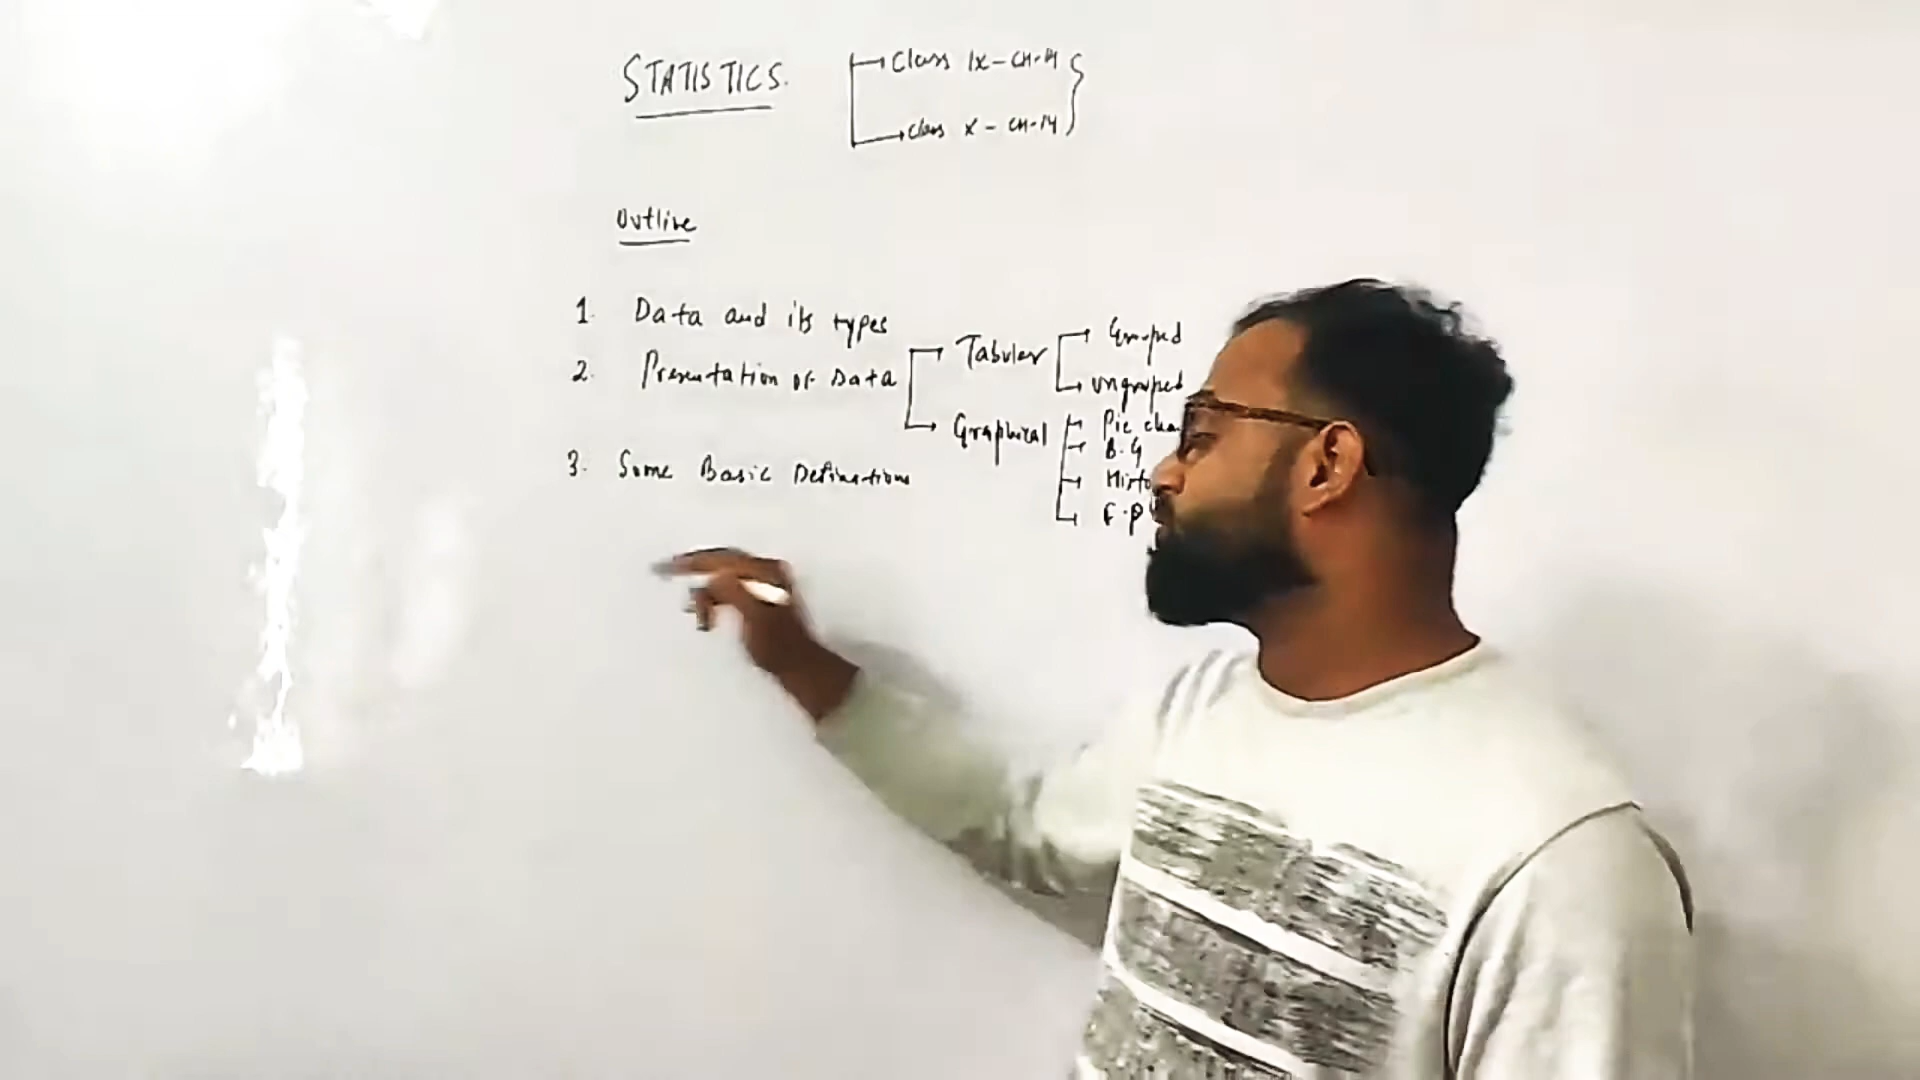 STATISTICS.
Class IX - CH-14
Class X - CH-14
Outline
1. Data and its types
2. Presentation of Data
Tabular
Grouped
ungrouped
Graphical
Pie cha
B.G
Histo
F.P
3. Some Basic Definations